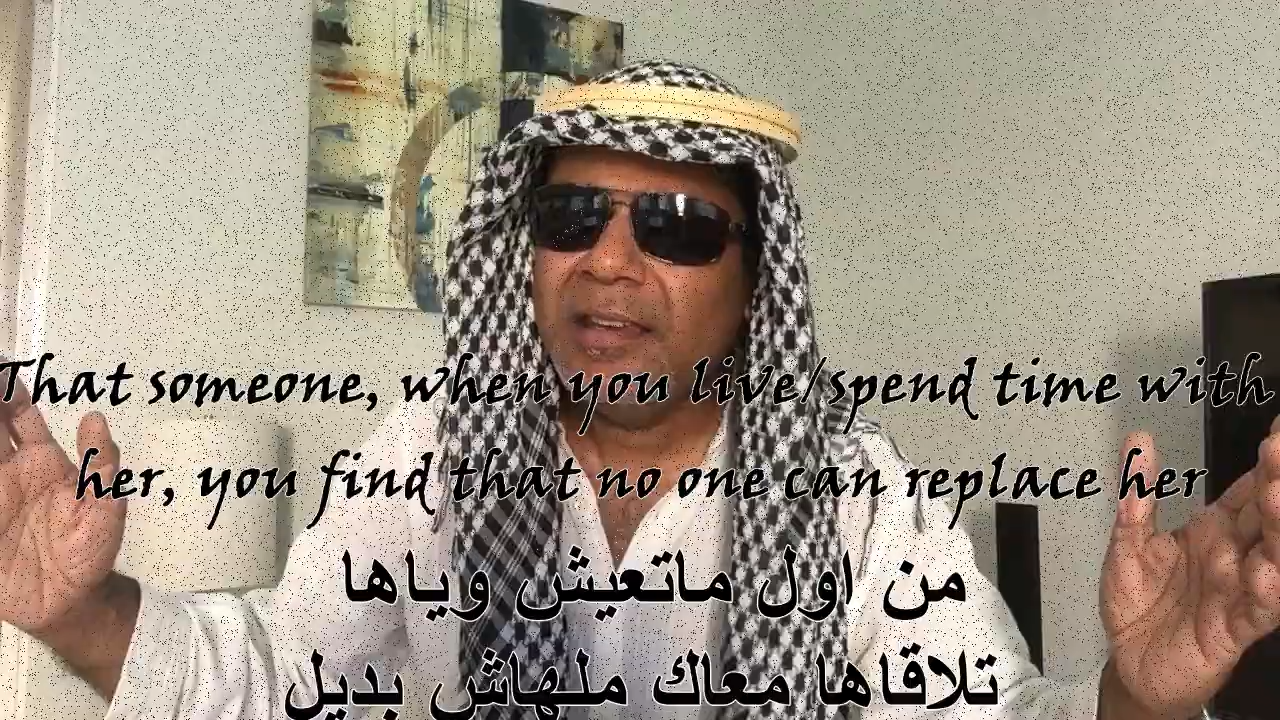 That someone, when you live/spend time with
her, you find that no one can replace her
من اول ماتعيش وياها
تلاقاها معاك ملهاش بديل